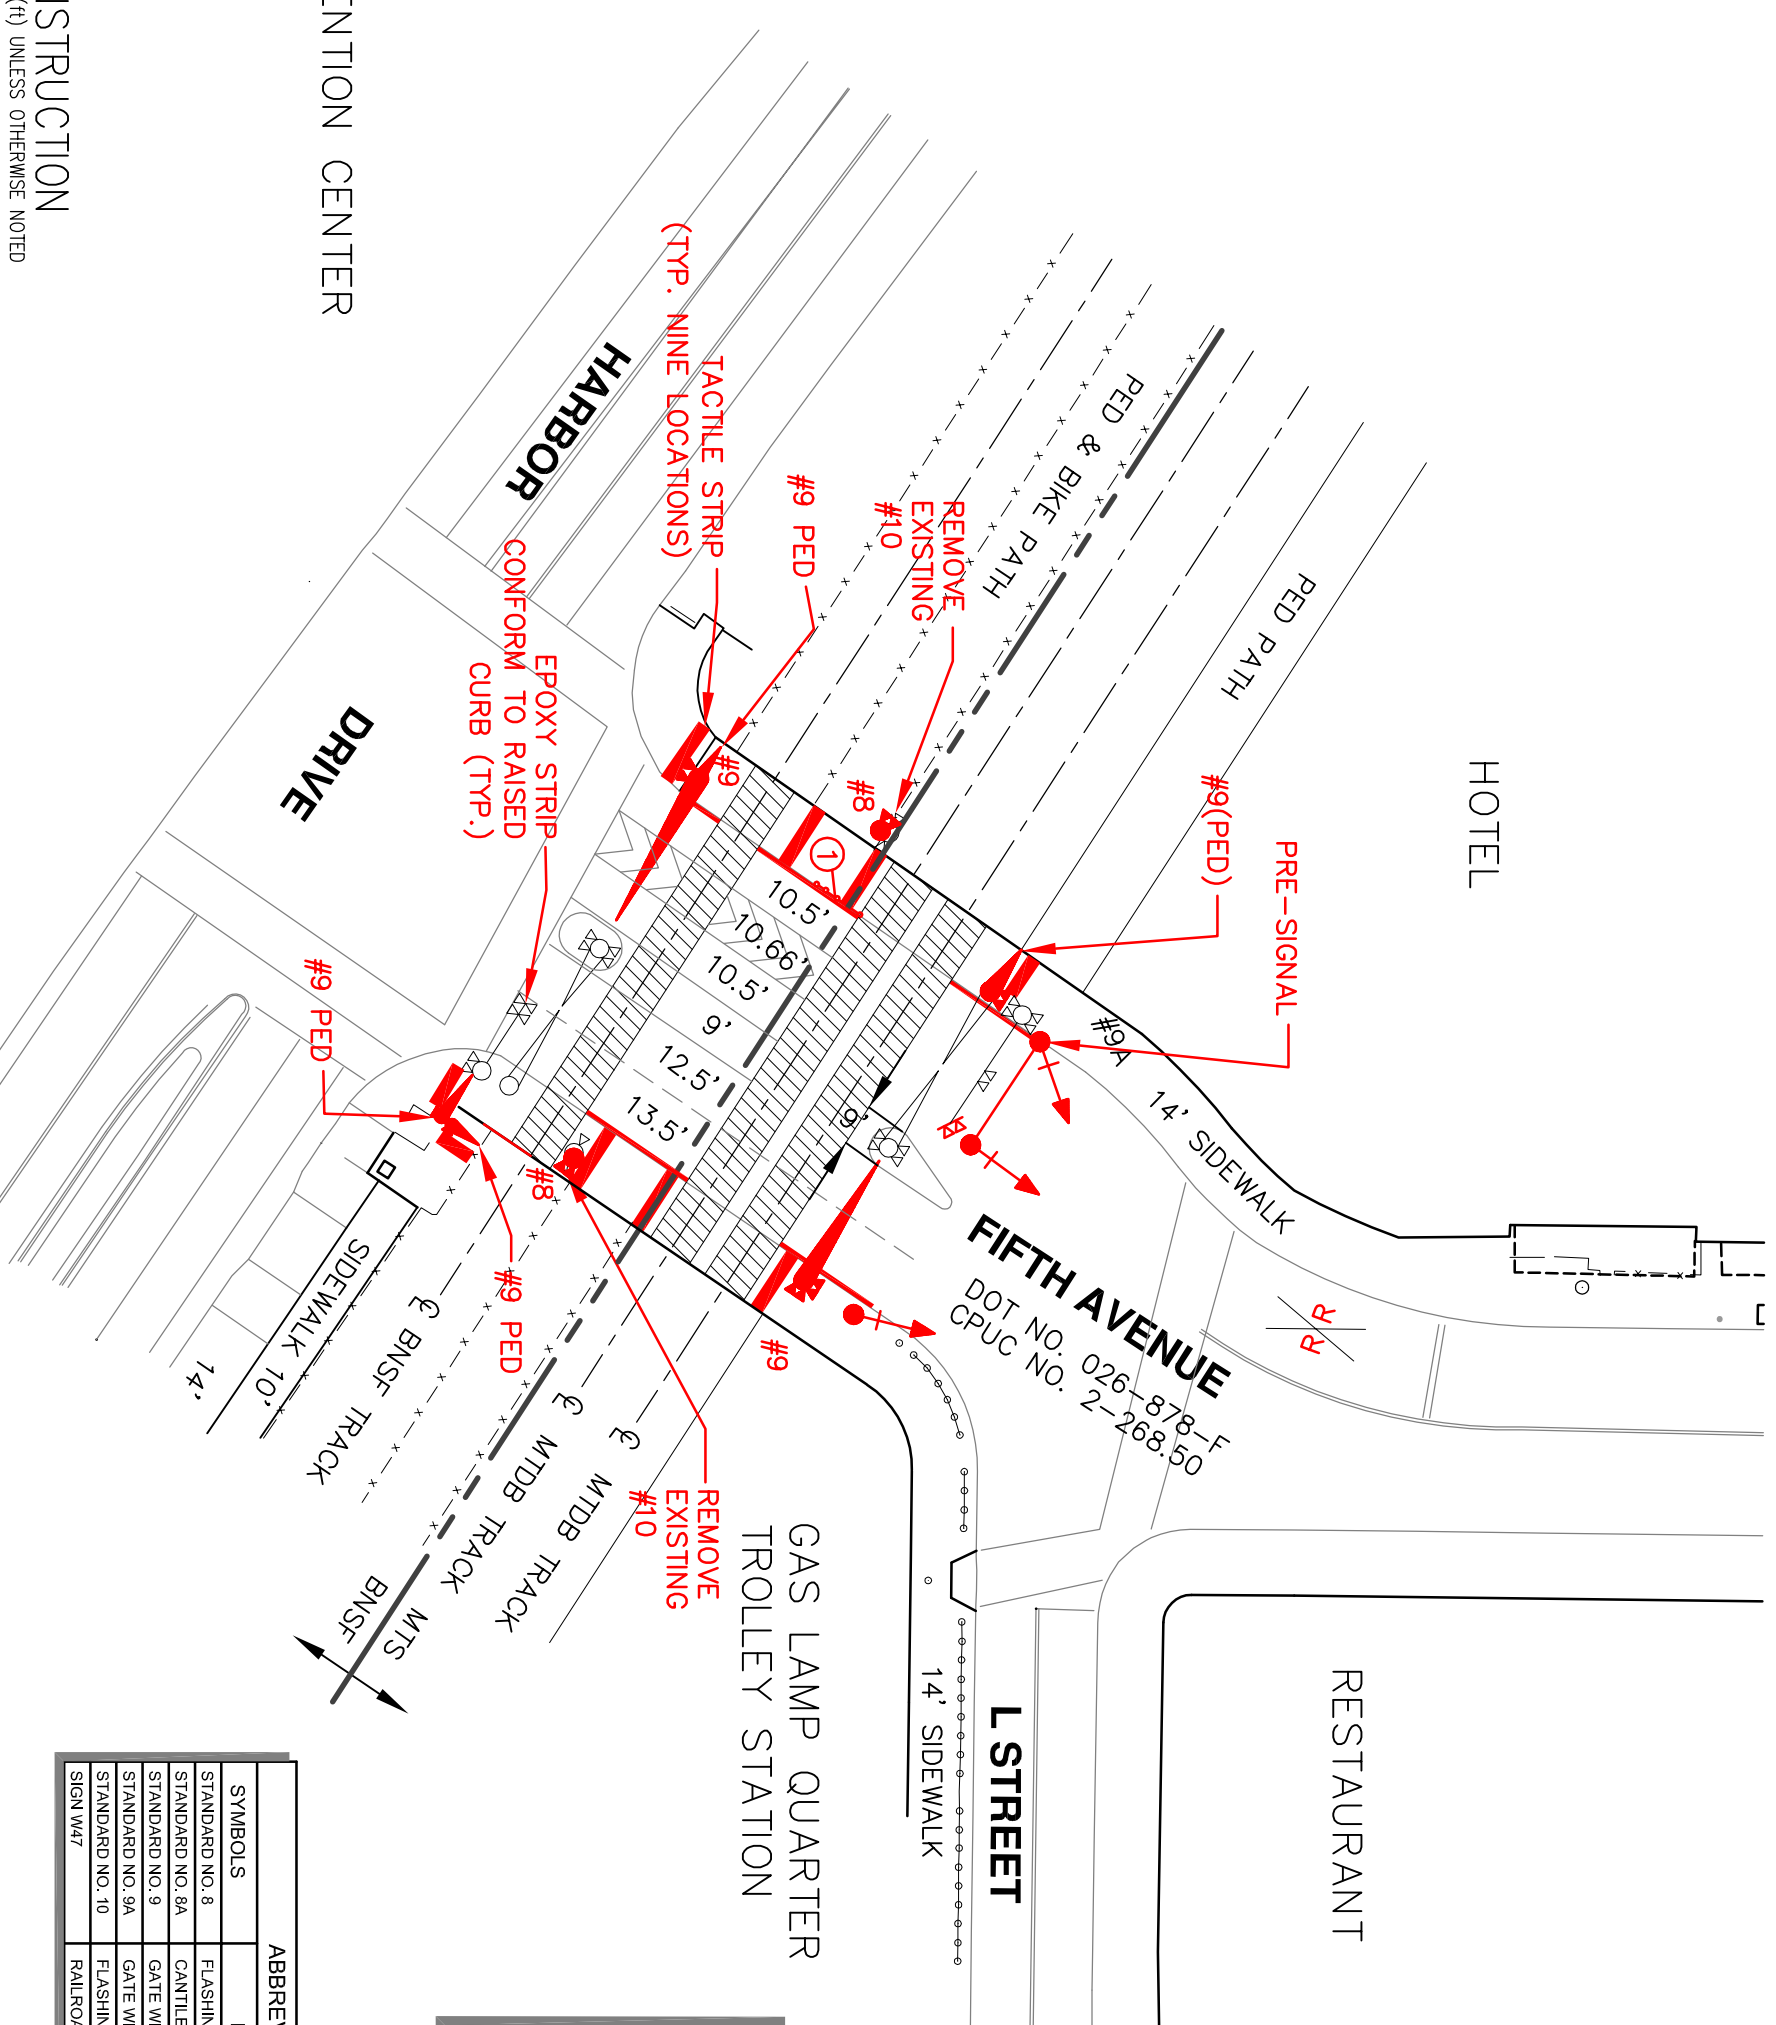 STRUCTION
(ft) UNLESS OTHERWISE NOTED
ENTION CENTER
HARBOR
DRIVE
TACTILE STRIP
(TYP. NINE LOCATIONS)
#9 PED
REMOVE
EXISTING
#10
PED & BIKE PATH
PED PATH
HOTEL
#9(PED)
PRE-SIGNAL
EPOXY STRIP
CONFORM TO RAISED
CURB (TYP.)
#9
#8
1
10.5'
10.66'
10.5'
9'
12.5'
13.5'
9'
#9A
14' SIDEWALK
#9 PED
#8
#9 PED
FIFTH AVENUE
DOT NO. 026-878-F
CPUC NO. 2-268.50
R R
#9
REMOVE
EXISTING
#10
SIDEWALK 10'
14'
BNSF TRACK
MTDB TRACK
MTDB TRACK
MTS
BNSF
GAS LAMP QUARTER
TROLLEY STATION
14' SIDEWALK
L STREET
RESTAURANT
ABBREV
SYMBOLS
STANDARD NO. 8 FLASHIN
STANDARD NO. 8A CANTILE
STANDARD NO. 9 GATE WI
STANDARD NO. 9A GATE WI
STANDARD NO. 10 FLASHIN
SIGN W47 RAILROA